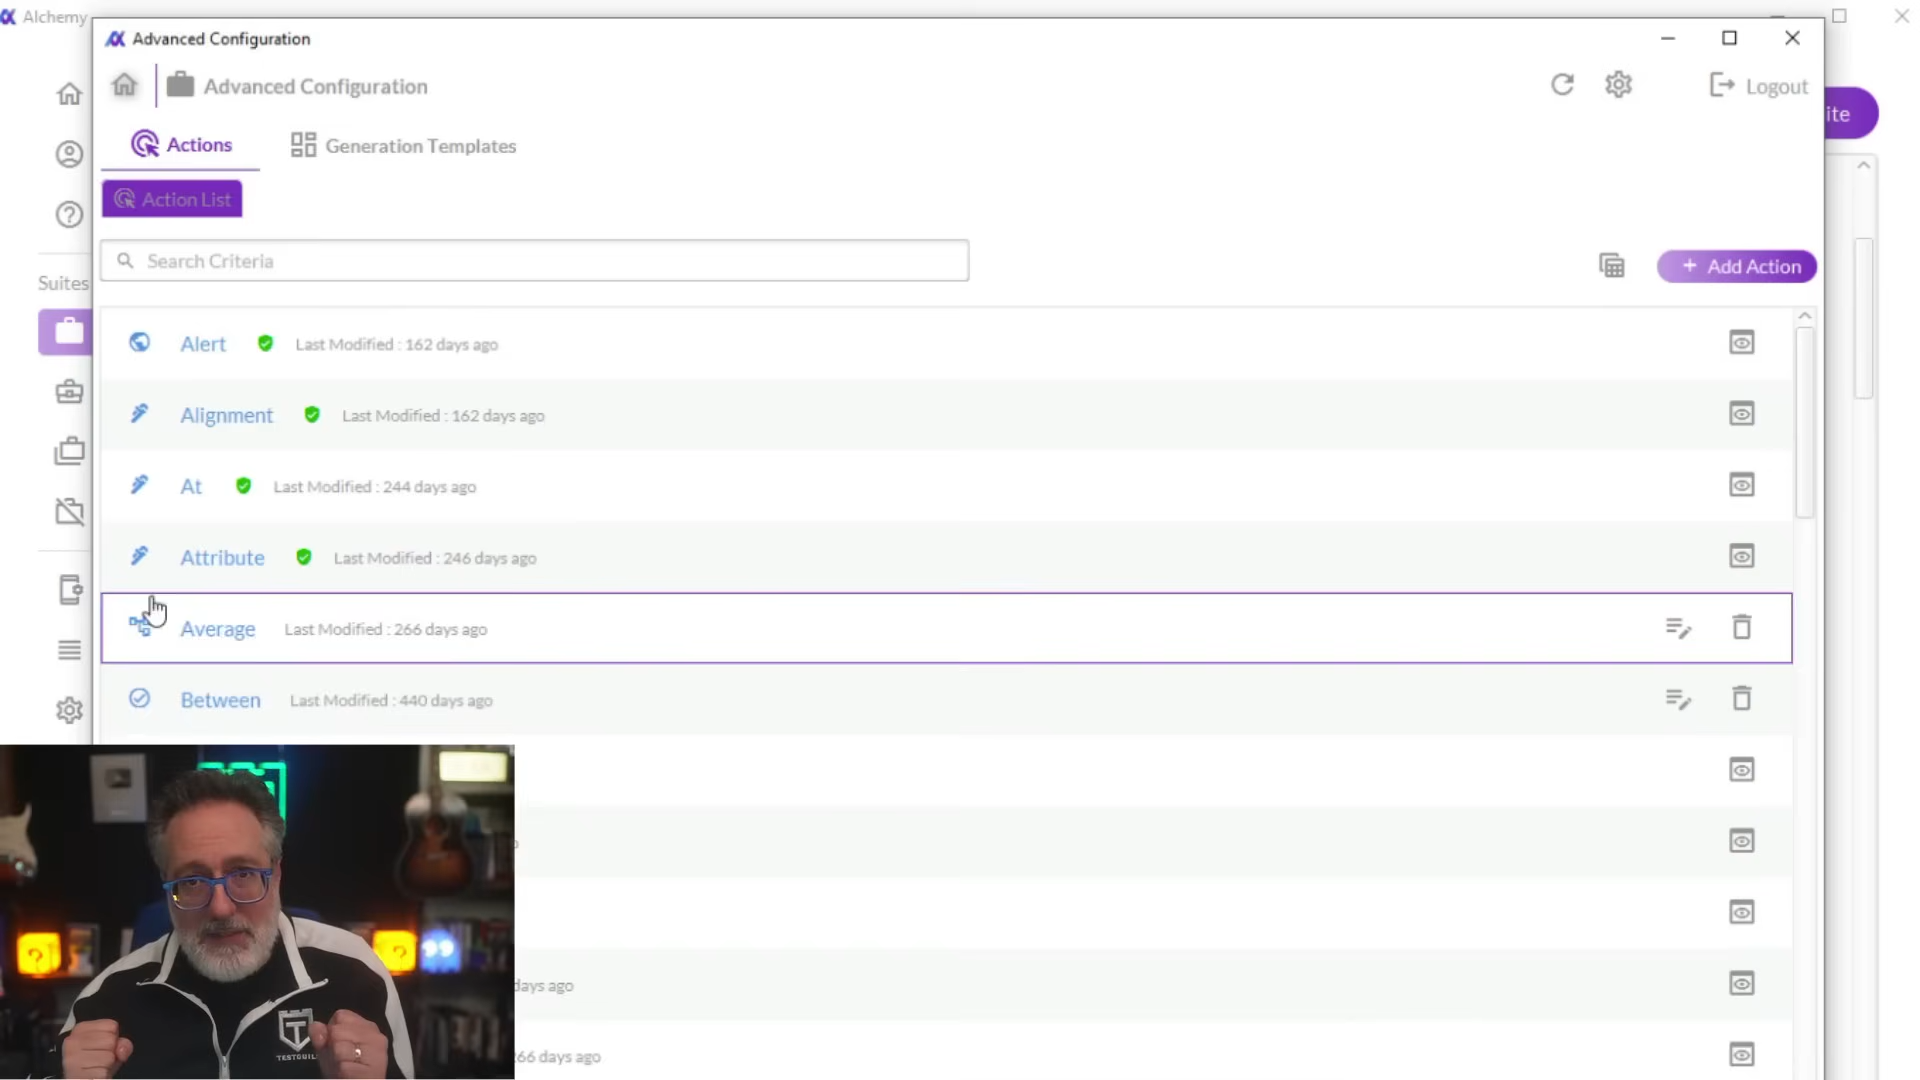 Alchemy
Advanced Configuration
Advanced Configuration
Logout
ite
Actions
Generation Templates
Action List
Search Criteria
+ Add Action
Suites
Alert
Last Modified : 162 days ago
Alignment
Last Modified : 162 days ago
At
Last Modified : 244 days ago
Attribute
Last Modified : 246 days ago
Average
Last Modified : 266 days ago
Between
Last Modified : 440 days ago
days ago
66 days ago
?
?
T
TESTGUIL